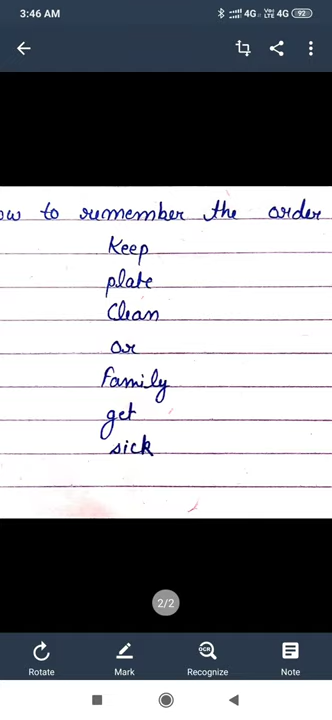 3:46 AM 4G VoLTE 4G 92
ow to remember the order
Keep
plate
Clean
or
family
get
sick
2/2
Rotate Mark OCR Recognize Note